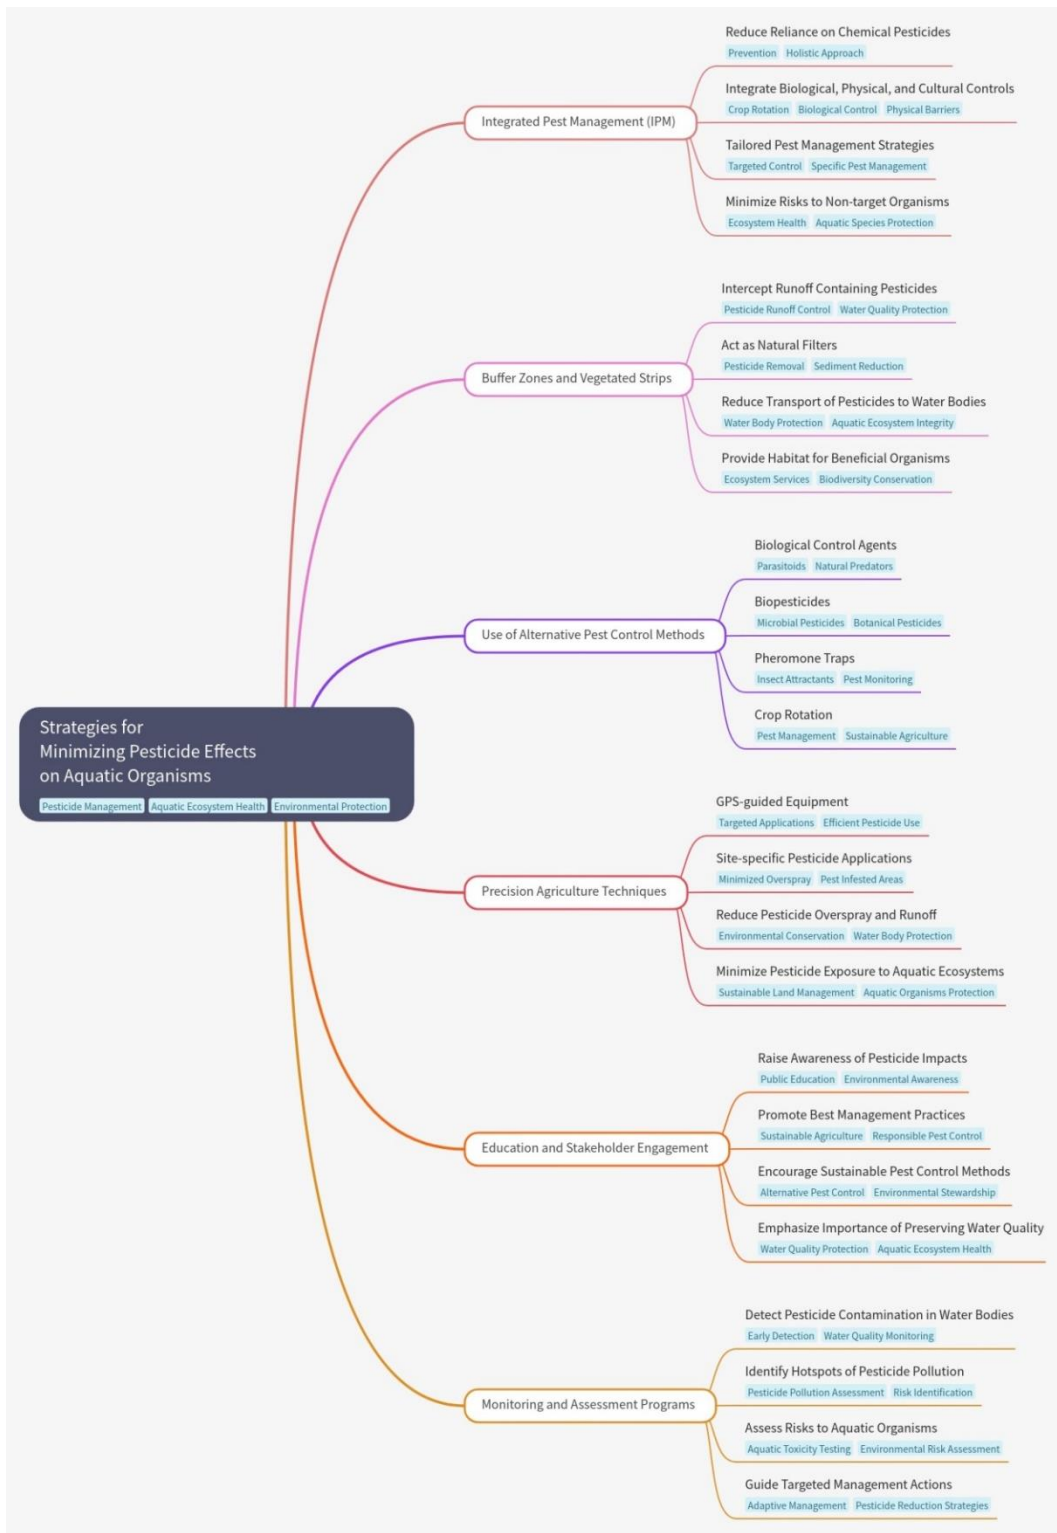 Strategies for
Minimizing Pesticide Effects
on Aquatic Organisms
Pesticide Management Aquatic Ecosystem Health Environmental Protection
Integrated Pest Management (IPM)
Reduce Reliance on Chemical Pesticides
Prevention Holistic Approach
Integrate Biological, Physical, and Cultural Controls
Crop Rotation Biological Control Physical Barriers
Tailored Pest Management Strategies
Targeted Control Specific Pest Management
Minimize Risks to Non-target Organisms
Ecosystem Health Aquatic Species Protection
Buffer Zones and Vegetated Strips
Intercept Runoff Containing Pesticides
Pesticide Runoff Control Water Quality Protection
Act as Natural Filters
Pesticide Removal Sediment Reduction
Reduce Transport of Pesticides to Water Bodies
Water Body Protection Aquatic Ecosystem Integrity
Provide Habitat for Beneficial Organisms
Ecosystem Services Biodiversity Conservation
Use of Alternative Pest Control Methods
Biological Control Agents
Parasitoids Natural Predators
Biopesticides
Microbial Pesticides Botanical Pesticides
Pheromone Traps
Insect Attractants Pest Monitoring
Crop Rotation
Pest Management Sustainable Agriculture
Precision Agriculture Techniques
GPS-guided Equipment
Targeted Applications Efficient Pesticide Use
Site-specific Pesticide Applications
Minimized Overspray Pest Infested Areas
Reduce Pesticide Overspray and Runoff
Environmental Conservation Water Body Protection
Minimize Pesticide Exposure to Aquatic Ecosystems
Sustainable Land Management Aquatic Organisms Protection
Education and Stakeholder Engagement
Raise Awareness of Pesticide Impacts
Public Education Environmental Awareness
Promote Best Management Practices
Sustainable Agriculture Responsible Pest Control
Encourage Sustainable Pest Control Methods
Alternative Pest Control Environmental Stewardship
Emphasize Importance of Preserving Water Quality
Water Quality Protection Aquatic Ecosystem Health
Monitoring and Assessment Programs
Detect Pesticide Contamination in Water Bodies
Early Detection Water Quality Monitoring
Identify Hotspots of Pesticide Pollution
Pesticide Pollution Assessment Risk Identification
Assess Risks to Aquatic Organisms
Aquatic Toxicity Testing Environmental Risk Assessment
Guide Targeted Management Actions
Adaptive Management Pesticide Reduction Strategies